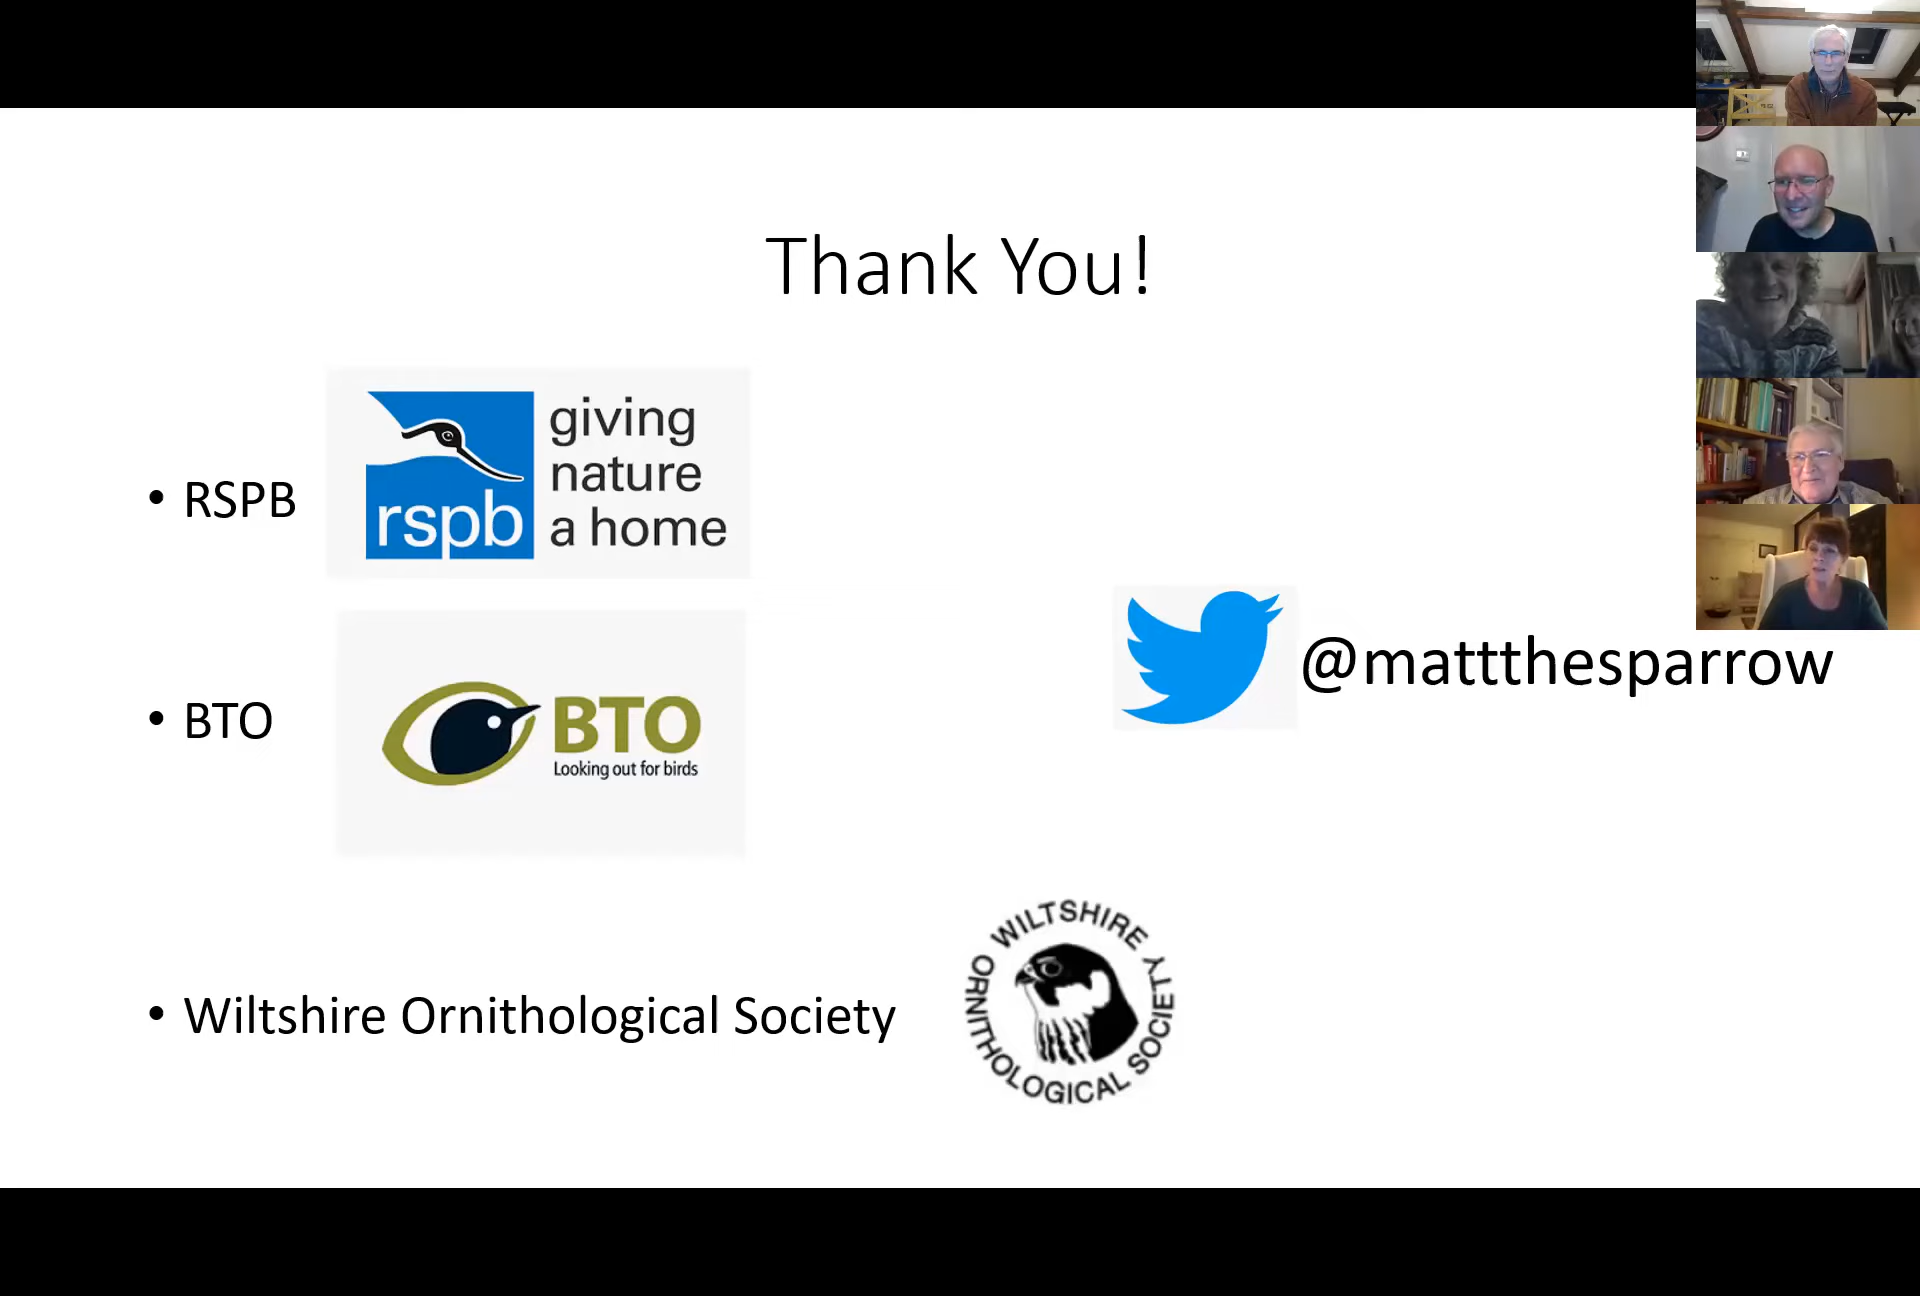 Thank You!
• RSPB
giving
nature
a home
rspb
• BTO
BTO
Looking out for birds
@mattthesparrow
• Wiltshire Ornithological Society
WILTSHIRE
ORNITHOLOGICAL SOCIETY